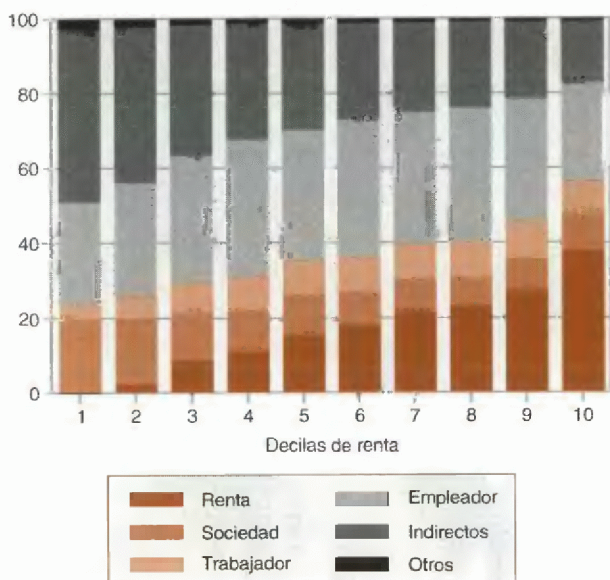 100
80
60
40
20
0
1 2 3 4 5 6 7 8 9 10
Decilas de renta
Renta
Empleador
Sociedad
Indirectos
Trabajador
Otros